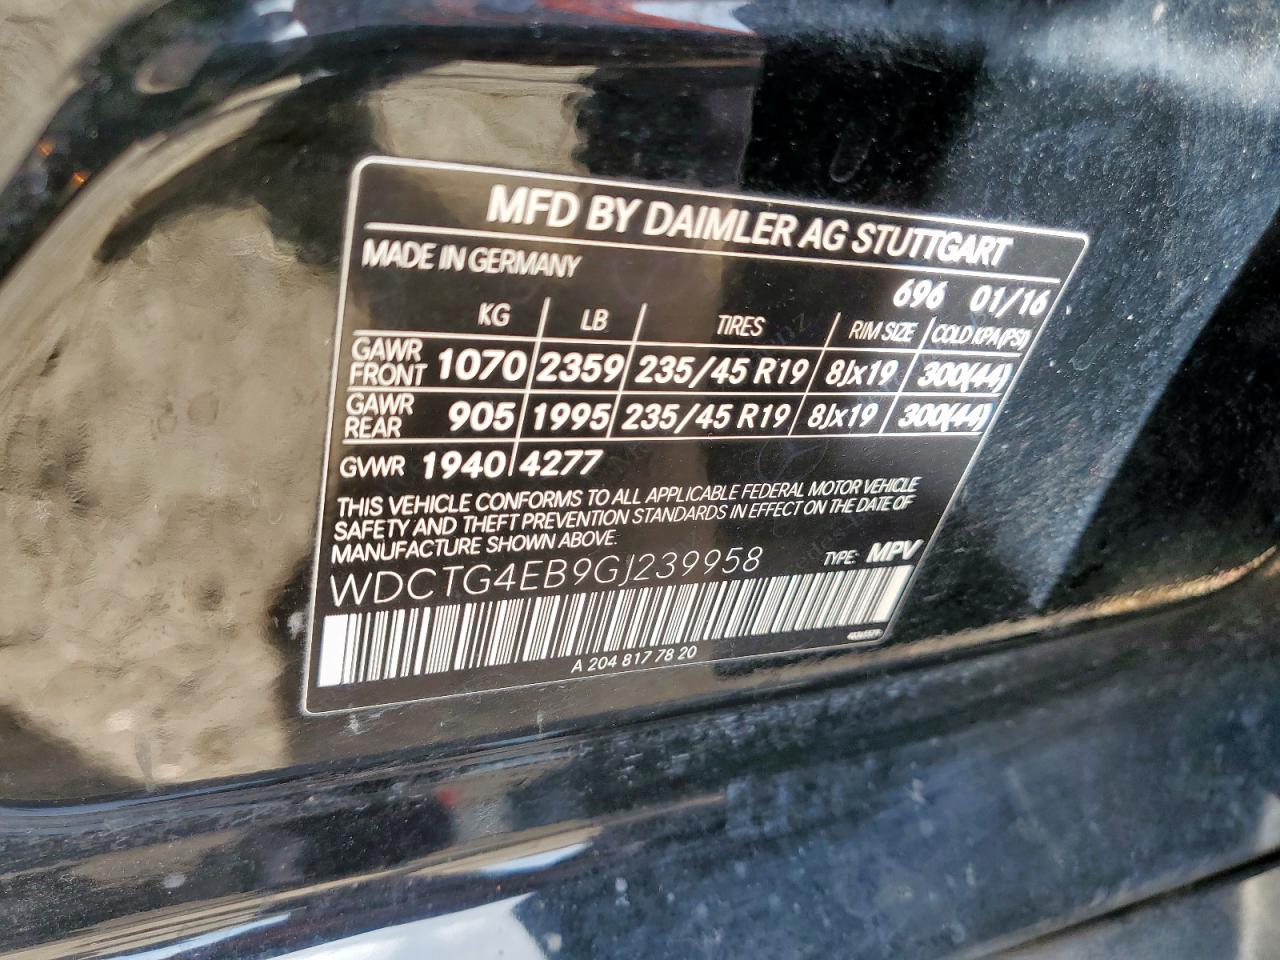 MFD BY DAIMLER AG STUTTGART
MADE IN GERMANY
696 01/16
KG LB TIRES RIM SIZE COLD KPA (PSI)
GAWR FRONT 1070 2359 235/45 R19 8Jx19 300(44)
GAWR REAR 905 1995 235/45 R19 8Jx19 300(44)
GVWR 1940 4277
THIS VEHICLE CONFORMS TO ALL APPLICABLE FEDERAL MOTOR VEHICLE
SAFETY AND THEFT PREVENTION STANDARDS IN EFFECT ON THE DATE OF
MANUFACTURE SHOWN ABOVE.
WDCTG4EB9GJ239958 TYPE: MPV
A 204 817 78 20